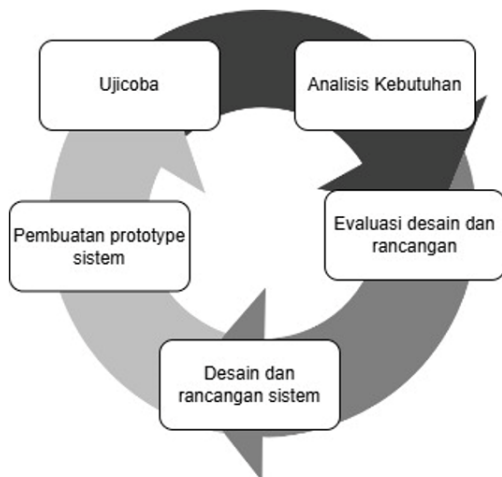 Ujicoba
Analisis Kebutuhan
Evaluasi desain dan
rancangan
Desain dan
rancangan sistem
Pembuatan prototype
sistem